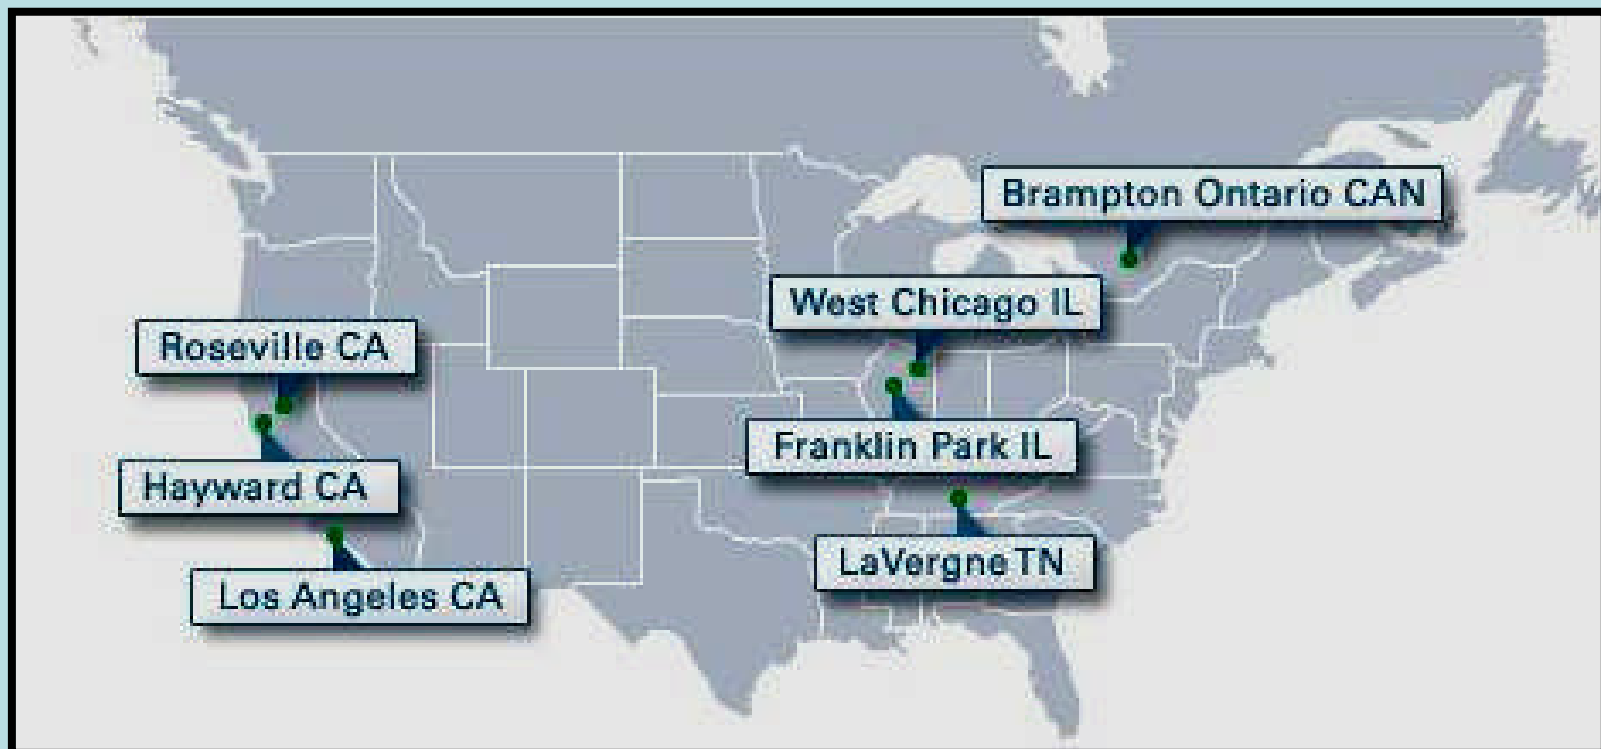 Brampton Ontario CAN
West Chicago IL
Roseville CA
Franklin Park IL
Hayward CA
LaVergne TN
Los Angeles CA